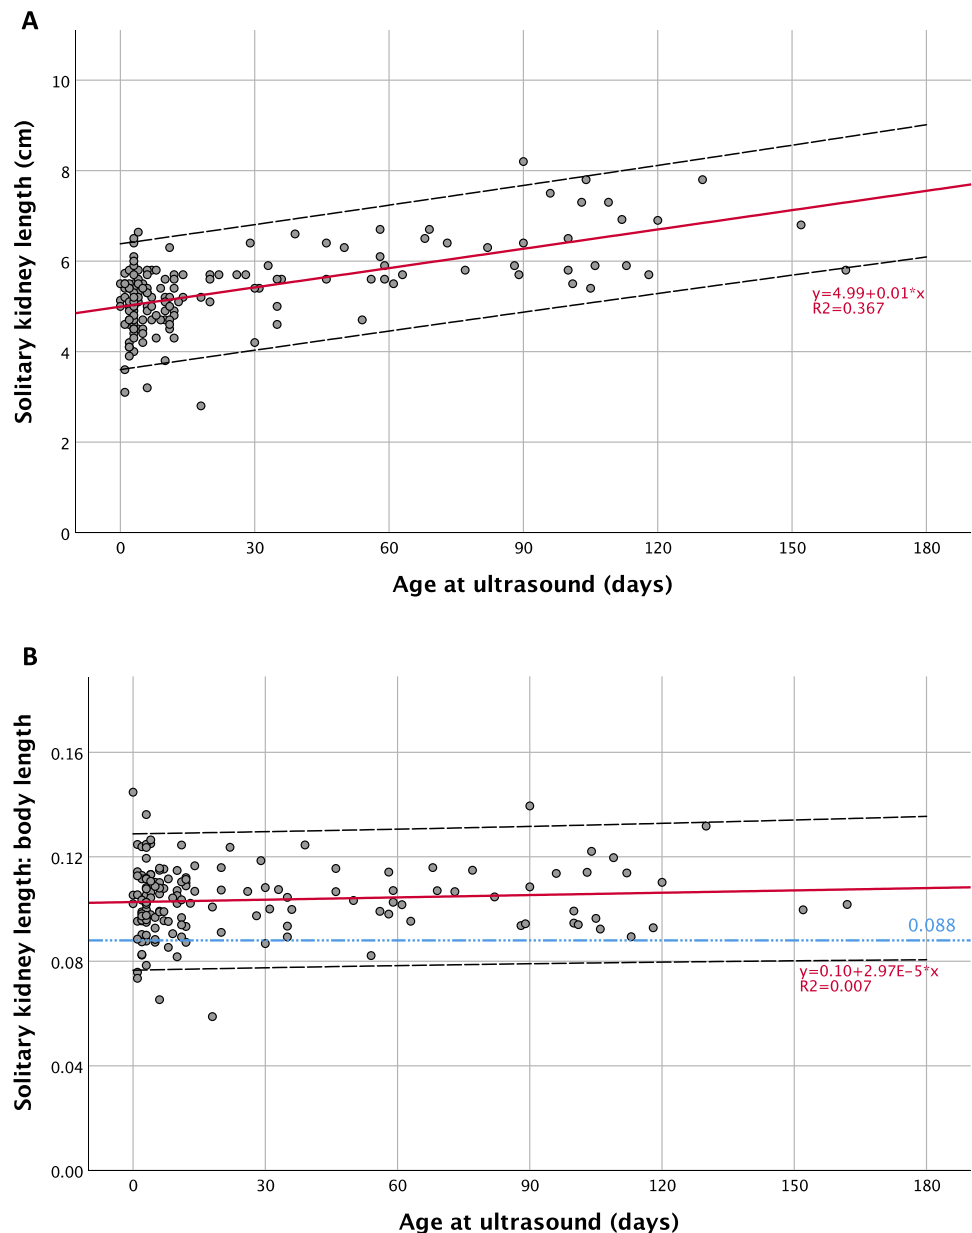 A
Solitary kidney length (cm)
10
8
6
4
2
0
y=4.99+0.01*x
R2=0.367
0 30 60 90 120 150 180
Age at ultrasound (days)
B
Solitary kidney length: body length
0.16
0.12
0.08
0.04
0.00
0.088
y=0.10+2.97E-5*x
R2=0.007
0 30 60 90 120 150 180
Age at ultrasound (days)